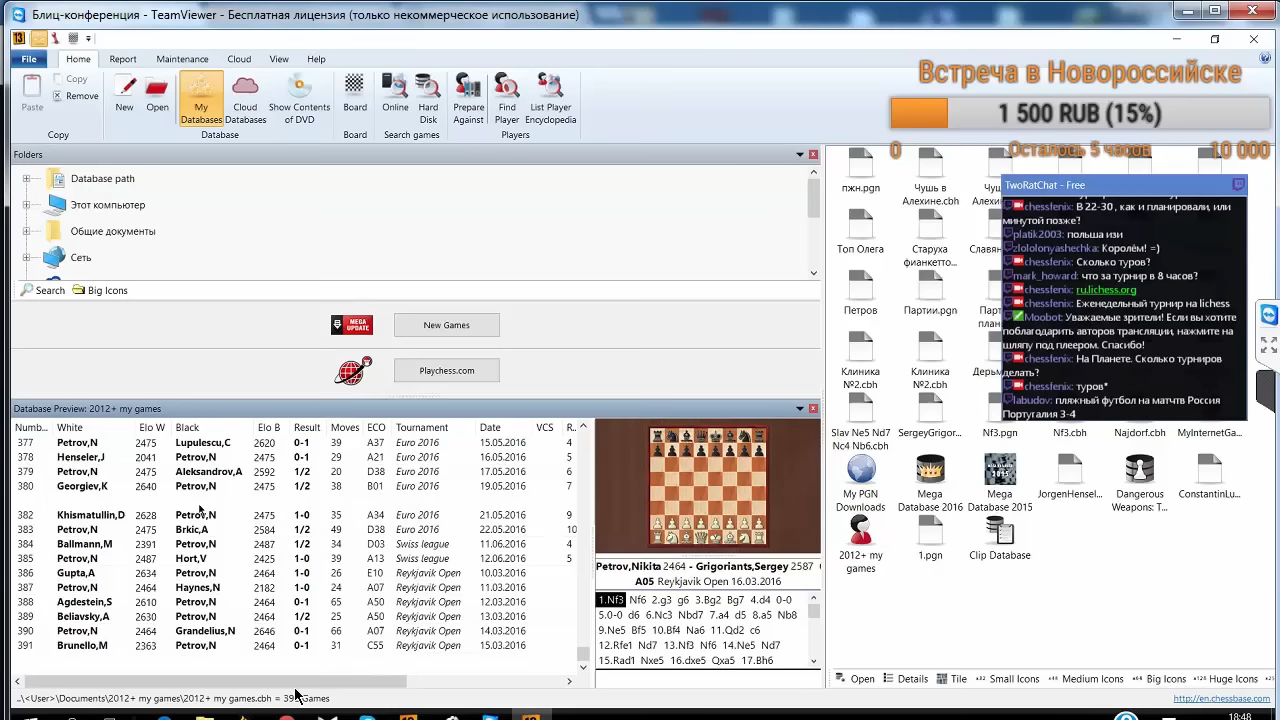 Блиц-конференция - TeamViewer - Бесплатная лицензия (только некоммерческое использование)
File Home Report Maintenance Cloud View Help
Paste Copy Remove
New Open My Databases Cloud Databases Show Contents of DVD
Board Online Hard Disk Prepare Against Find Player List Player Encyclopedia
Copy Database Board Search games Players
Встреча в Новороссийске
1 500 RUB (15%)
0 Осталось 5 часов 10 000
Folders
Database path
Этот компьютер
Общие документы
Сеть
Search Big Icons
MEGA UPDATE New Games
Playchess.com
Database Preview: 2012+ my games
Numb... White Elo W Black Elo B Result Moves ECO Tournament Date VCS R
377 Petrov,N 2475 Lupulescu,C 2620 0-1 39 A37 Euro 2016 15.05.2016 4
378 Henseler,J 2041 Petrov,N 2475 0-1 29 A21 Euro 2016 16.05.2016 5
379 Petrov,N 2475 Aleksandrov,A 2592 1/2 20 D38 Euro 2016 17.05.2016 6
380 Georgiev,K 2640 Petrov,N 2475 38 B01 Euro 2016 19.05.2016 7
382 Khismatullin,D 2628 Petrov,N 2475 1-0 35 A34 Euro 2016 21.05.2016 9
383 Petrov,N 2475 Brkic,A 2584 1/2 49 D38 Euro 2016 22.05.2016 10
384 Ballmann,M 2391 Petrov,N 2487 1/2 34 D03 Swiss league 11.06.2016 4
385 Petrov,N 2487 Hort,V 2425 1-0 39 A13 Swiss league 12.06.2016 5
386 Gupta,A 2634 Petrov,N 2464 1-0 26 E10 Reykjavik Open 10.03.2016
387 Petrov,N 2464 Haynes,N 2182 1-0 24 A07 Reykjavik Open 11.03.2016
388 Agdestein,S 2610 Petrov,N 2464 0-1 65 A50 Reykjavik Open 12.03.2016
389 Beliavsky,A 2630 Petrov,N 2464 1/2 25 A50 Reykjavik Open 13.03.2016
390 Petrov,N 2464 Grandelius,N 2646 0-1 66 A07 Reykjavik Open 14.03.2016
391 Brunello,M 2363 Petrov,N 2464 0-1 31 C55 Reykjavik Open 15.03.2016
..\<User>\Documents\2012+ my games\2012+ my games.cbh =
Petrov,Nikita 2464 - Grigoriants,Sergey 2587
A05 Reykjavik Open 16.03.2016
1.Nf3 Nf6 2.g3 g6 3.Bg2 Bg7 4.d4 0-0
5.0-0 d6 6.Nc3 Nbd7 7.a4 d5 8.a5 Nb8
9.Ne5 Bf5 10.Bf4 Na6 11.Qd2 c6
12.Rfe1 Nd7 13.Nf3 Nf6 14.Ne5 Nd7
15.Rad1 Nxe5 16.dxe5 Qxa5 17.Bh6
пжн.pgn Чушь в Алехине.cbh
Топ Олега Старуха фианкетто...
Петров Партии.pgn
Клиника №2.cbh Клиника №2.cbh
Slav Ne5 Nd7 Nc4 Nb6.cbh SergeyGrigor... Nf3.pgn Nf3.cbh Najdorf.cbh MyInternetGa...
My PGN Downloads Mega Database 2016 Mega Database 2015 JorgenHensel... Dangerous Weapons: T... ConstantinLu...
2012+ my games 1.pgn Clip Database
TwoRatChat - Free
chessfenix: В 22-30 , как и планировали, или
минутой позже?
platik2003: польша изи
zlololonyashechka: Королём! =)
chessfenix: Сколько туров?
mark_howard: что за турнир в 8 часов?
chessfenix: ru.lichess.org
chessfenix: Еженедельный турнир на lichess
Moobot: Уважаемые зрители! Если вы хотите
поблагодарить авторов трансляции, нажмите на
шляпу под плеером. Спасибо!
chessfenix: На Планете. Сколько турниров
делать?
chessfenix: туров*
labudov: пляжный футбол на матчтв Россия
Португалия 3-4
Open Details Tile Small Icons Medium Icons Big Icons Huge Icons
http://en.chessbase.com
18:48